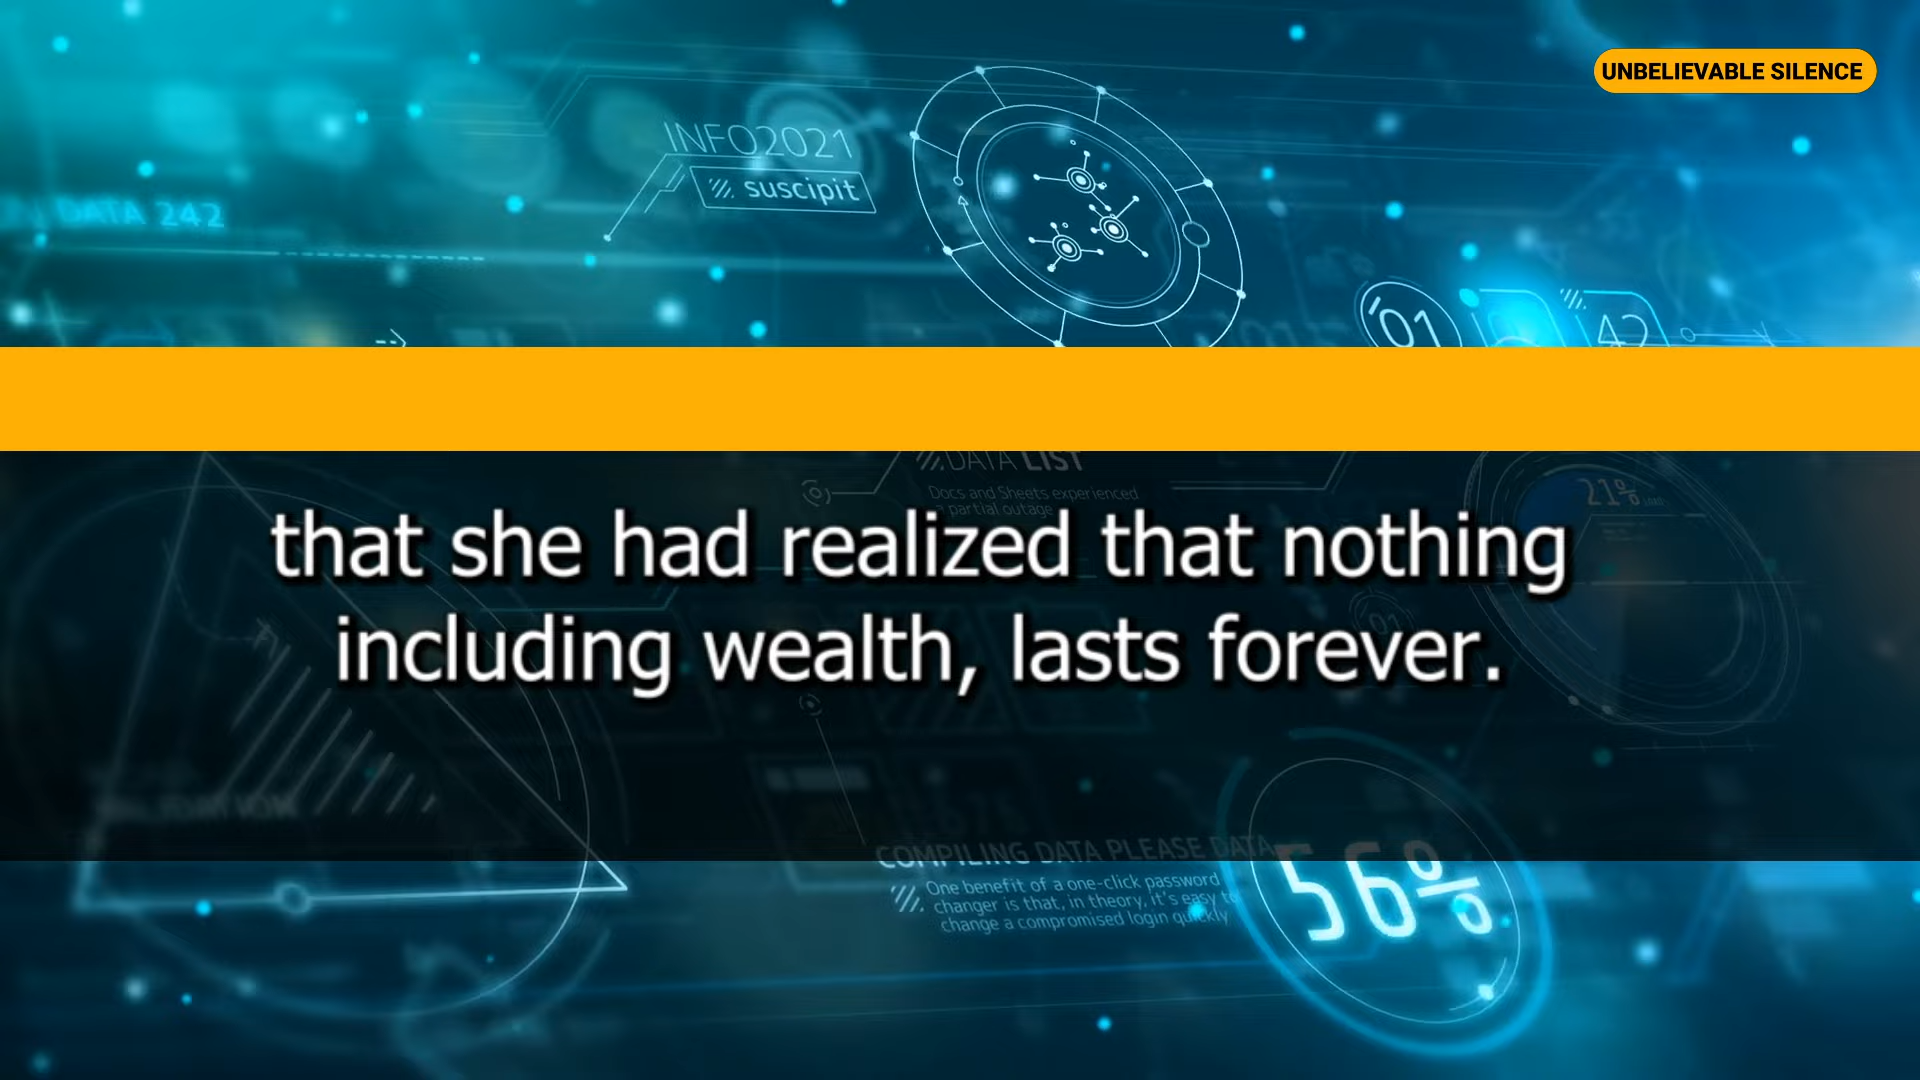 UNBELIEVABLE SILENCE
INFO2021
suscipit
DATA 242
01
42
DATA LIST
Docs and Sheets experienced
a partial outage
21%
that she had realized that nothing
including wealth, lasts forever.
COMPILING DATA PLEASE DATA
One benefit of a one-click password
changer is that, in theory, it's easy to
change a compromised login quickly
56%